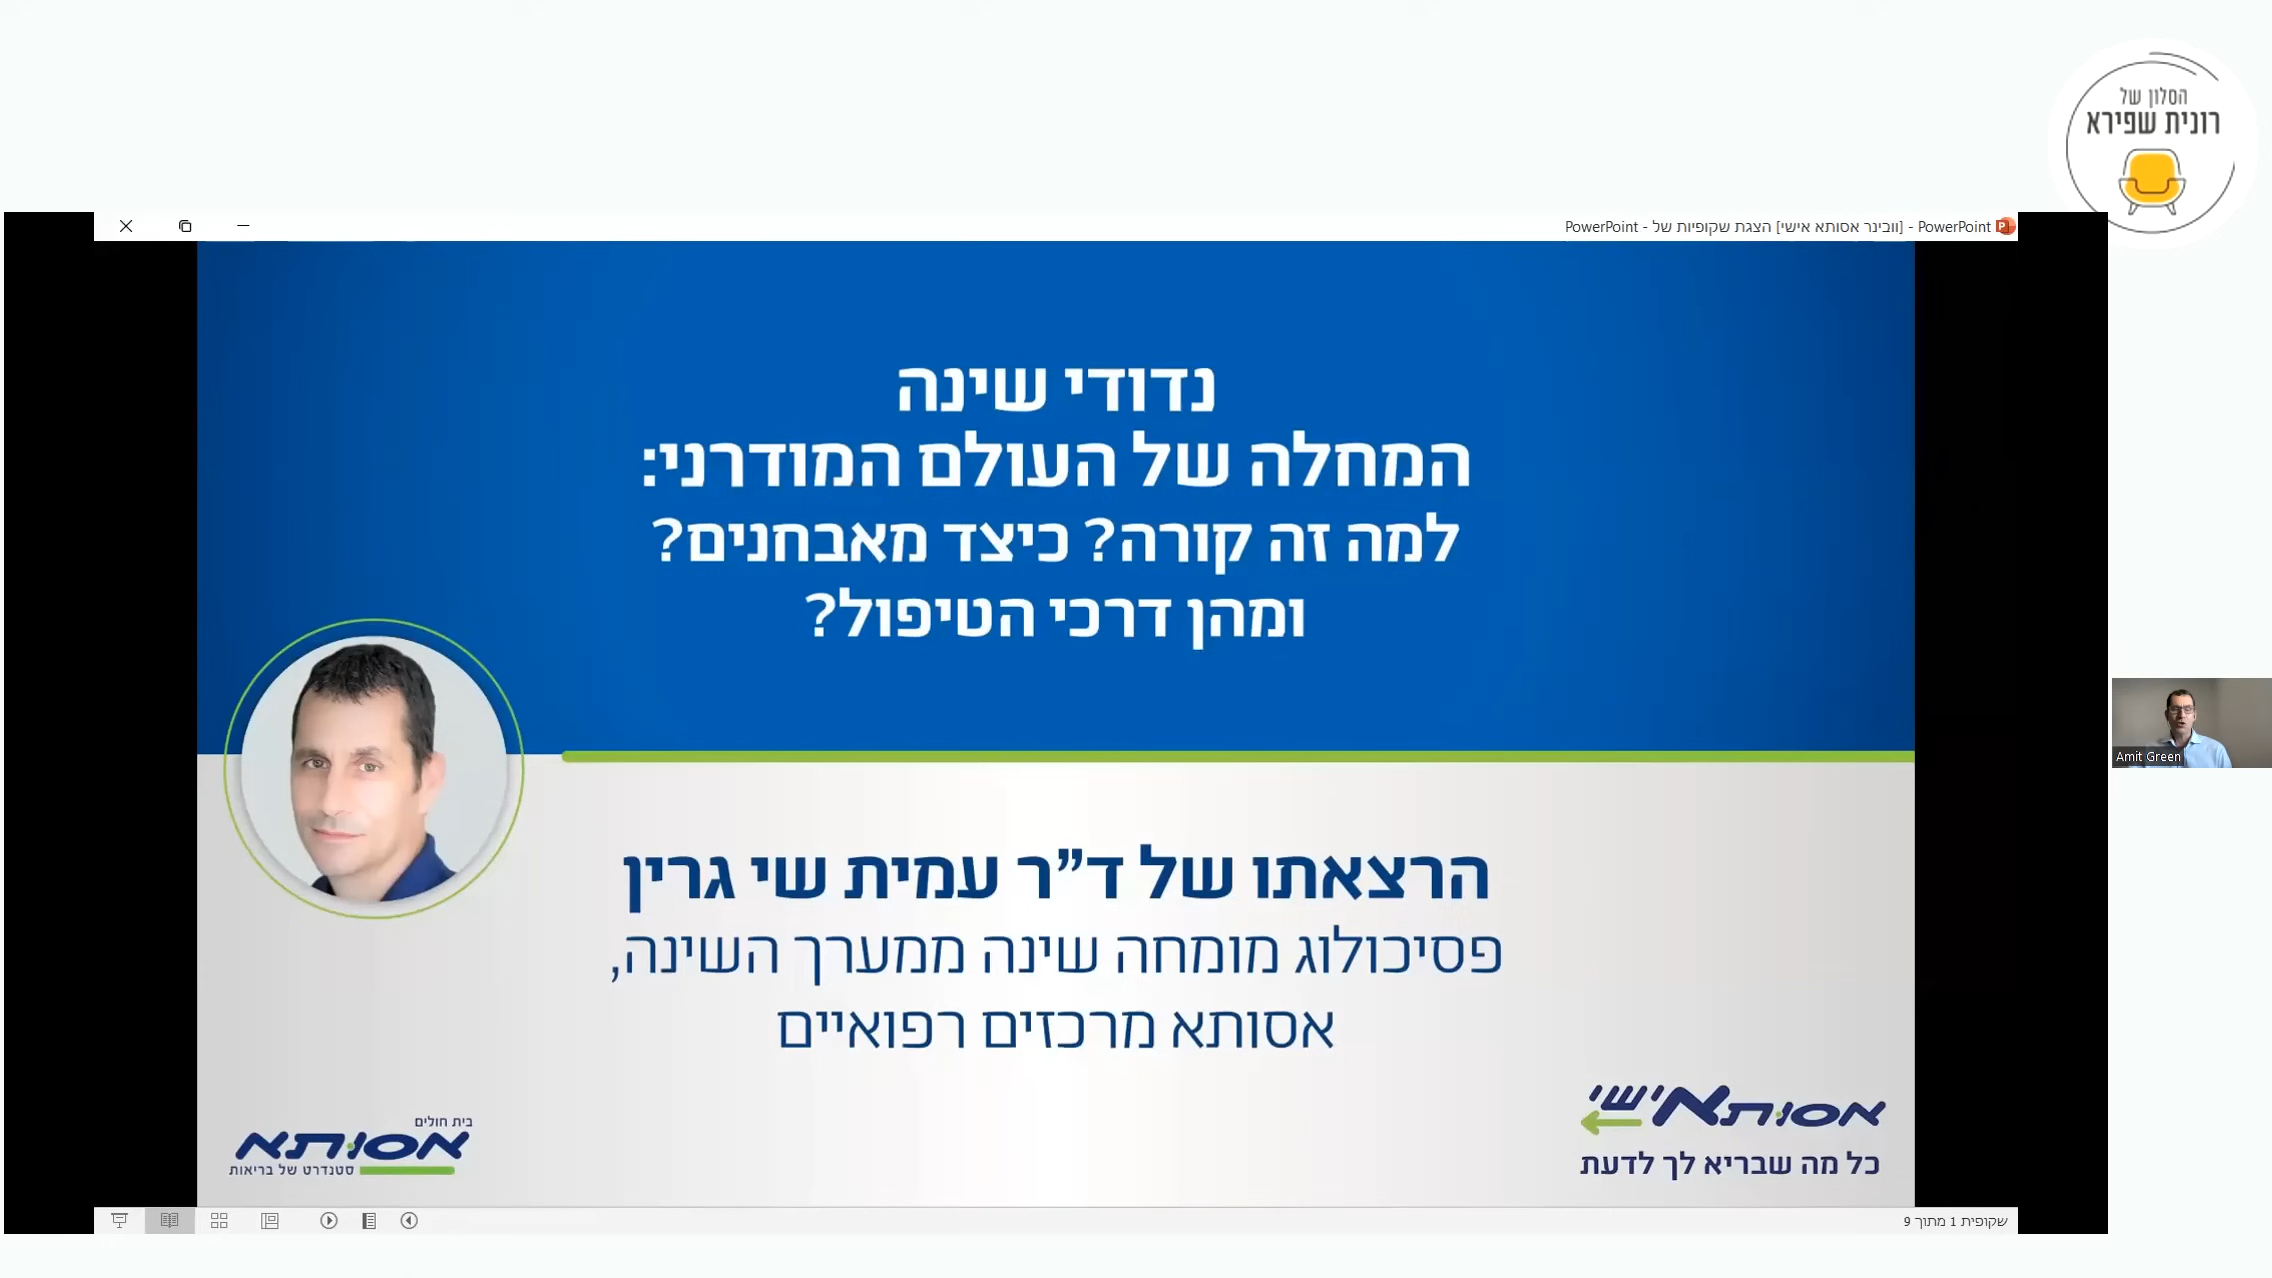 הסלון של
רונית שפירא
PowerPoint - [וובינר אסותא אישי] הצגת שקופיות של - PowerPoint
נדודי שינה
המחלה של העולם המודרני:
למה זה קורה? כיצד מאבחנים?
ומהן דרכי הטיפול?
Amit Green
הרצאתו של ד"ר עמית שי גרין
פסיכולוג מומחה שינה ממערך השינה,
אסותא מרכזים רפואיים
אסותא אישי
כל מה שבריא לך לדעת
בית חולים
אסותא
סטנדרט של בריאות
שקופית 1 מתוך 9